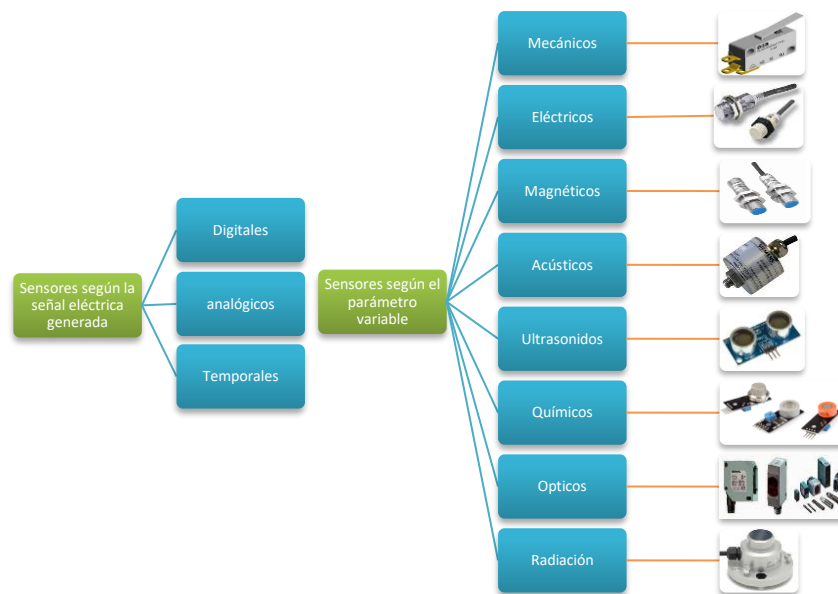 Sensores según la
señal eléctrica
generada
Digitales
analógicos
Temporales
Sensores según el
parámetro
variable
Mecánicos
Eléctricos
Magnéticos
Acústicos
Ultrasonidos
Químicos
Opticos
Radiación